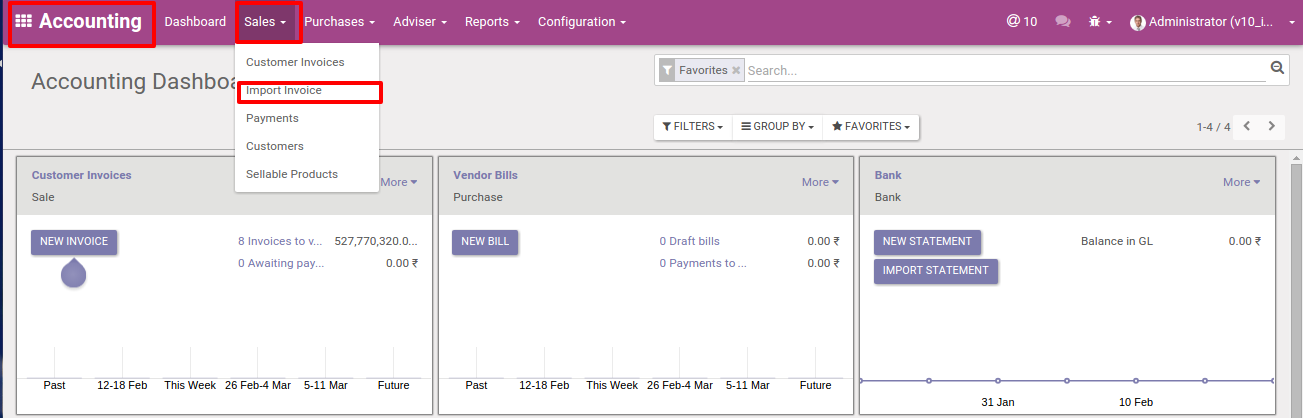 Accounting Dashboard Sales Purchases Adviser Reports Configuration @ 10 Administrator (v10_i...
Customer Invoices
Import Invoice
Payments
Customers
Sellable Products
Accounting Dashboa
Favorites Search...
FILTERS GROUP BY FAVORITES 1-4 / 4
Customer Invoices More
Sale
NEW INVOICE 8 Invoices to v... 527,770,320.0...
0 Awaiting pay... 0.00 ₹
Past 12-18 Feb This Week 26 Feb-4 Mar 5-11 Mar Future
Vendor Bills More
Purchase
NEW BILL 0 Draft bills 0.00 ₹
0 Payments to ... 0.00 ₹
Past 12-18 Feb This Week 26 Feb-4 Mar 5-11 Mar Future
Bank More
Bank
NEW STATEMENT Balance in GL 0.00 ₹
IMPORT STATEMENT
31 Jan 10 Feb